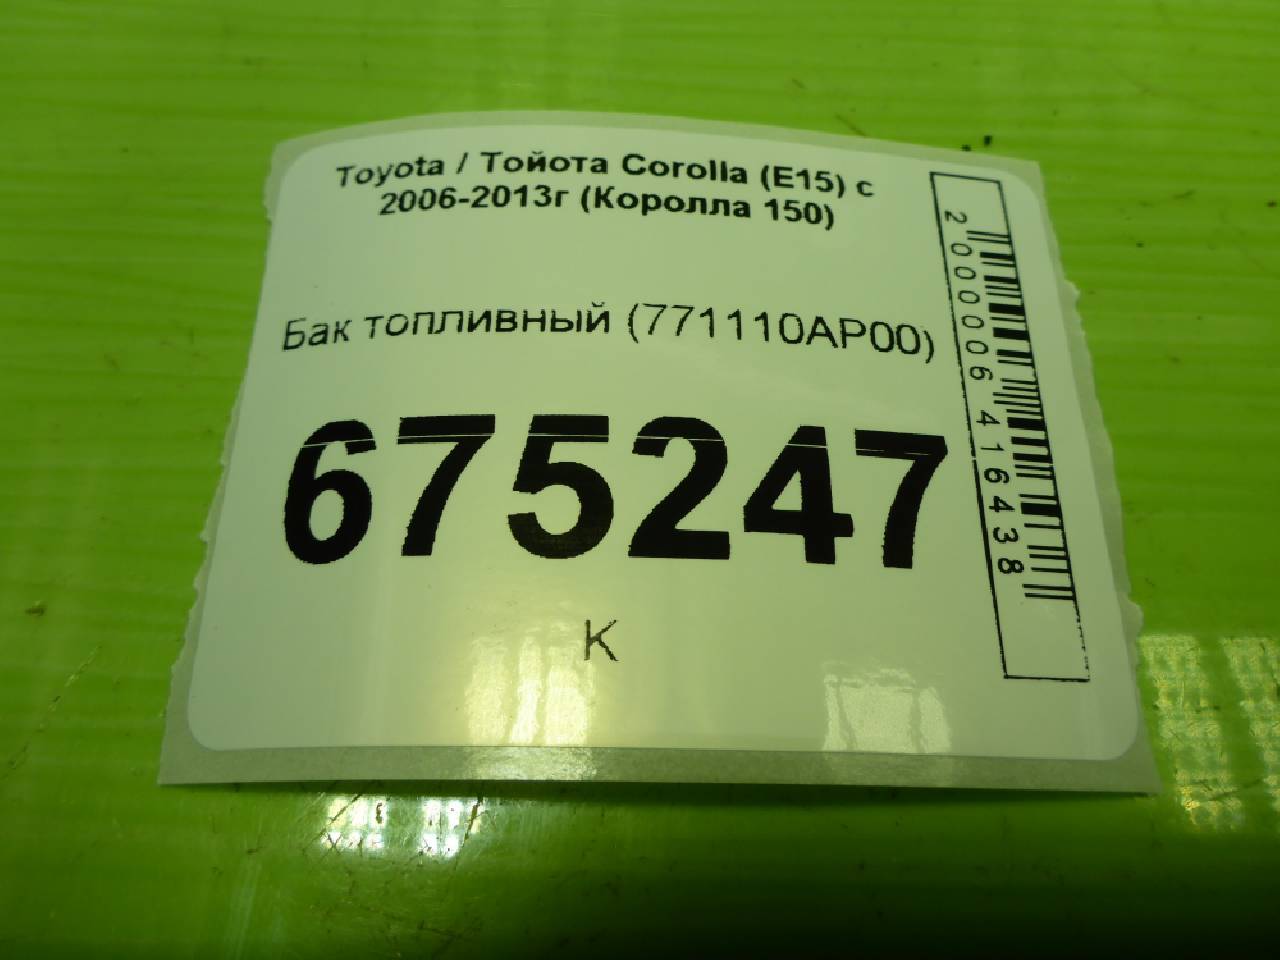 Toyota / Тойота Corolla (E15) с
2006-2013г (Королла 150)
Бак топливный (771110AP00)
675247
К
2000006416438